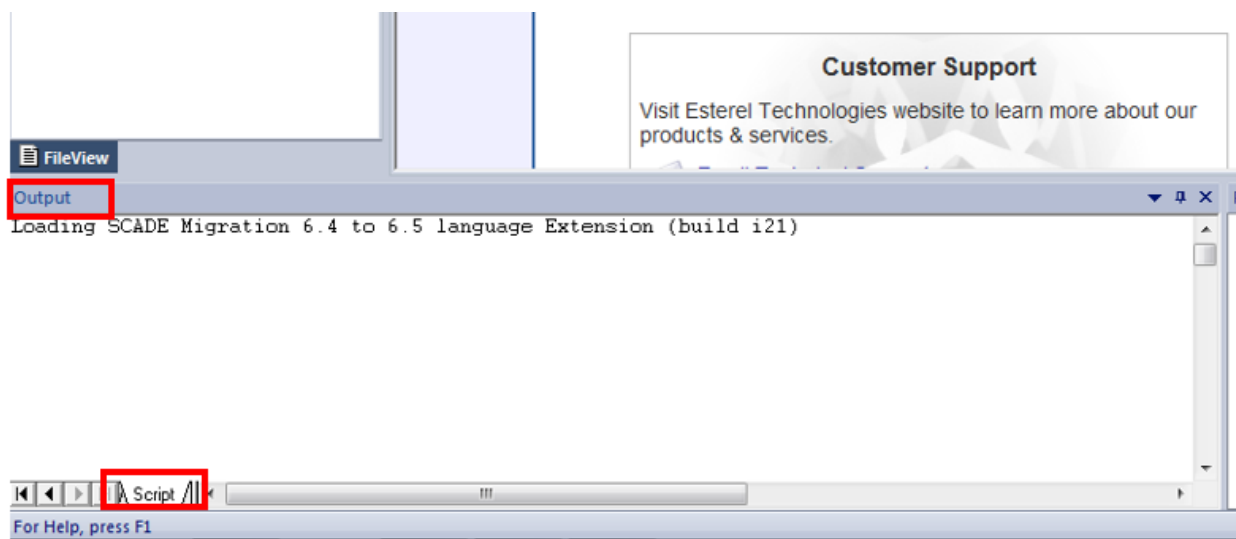 Customer Support
Visit Esterel Technologies website to learn more about our
products & services.
FileView
Output
Loading SCADE Migration 6.4 to 6.5 language Extension (build i21)
Script
For Help, press F1